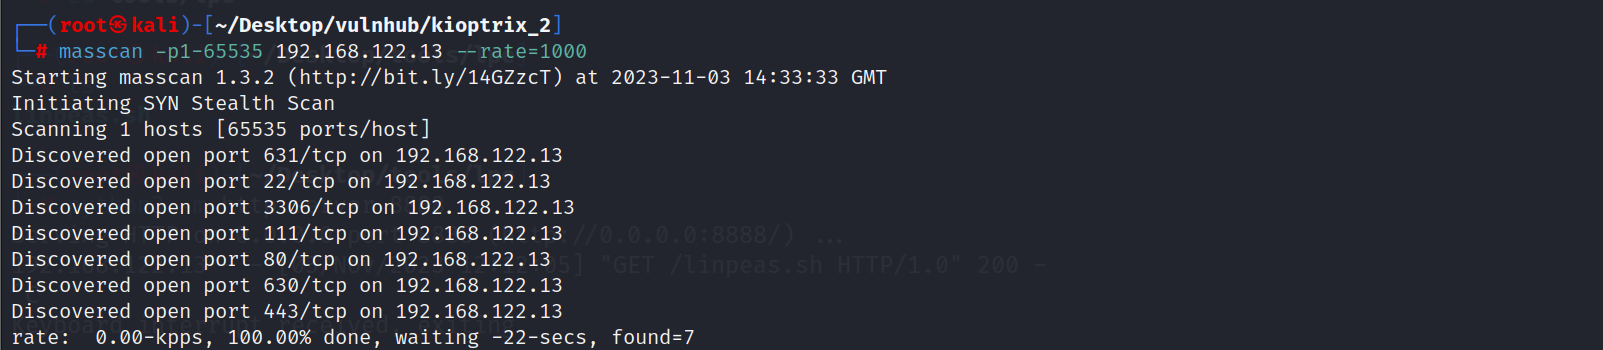 ┌──(root㉿kali)-[~/Desktop/vulnhub/kioptrix_2]
└─# masscan -p1-65535 192.168.122.13 --rate=1000
Starting masscan 1.3.2 (http://bit.ly/14GZzcT) at 2023-11-03 14:33:33 GMT
Initiating SYN Stealth Scan
Scanning 1 hosts [65535 ports/host]
Discovered open port 631/tcp on 192.168.122.13
Discovered open port 22/tcp on 192.168.122.13
Discovered open port 3306/tcp on 192.168.122.13
Discovered open port 111/tcp on 192.168.122.13
Discovered open port 80/tcp on 192.168.122.13
Discovered open port 630/tcp on 192.168.122.13
Discovered open port 443/tcp on 192.168.122.13
rate:  0.00-kpps, 100.00% done, waiting -22-secs, found=7